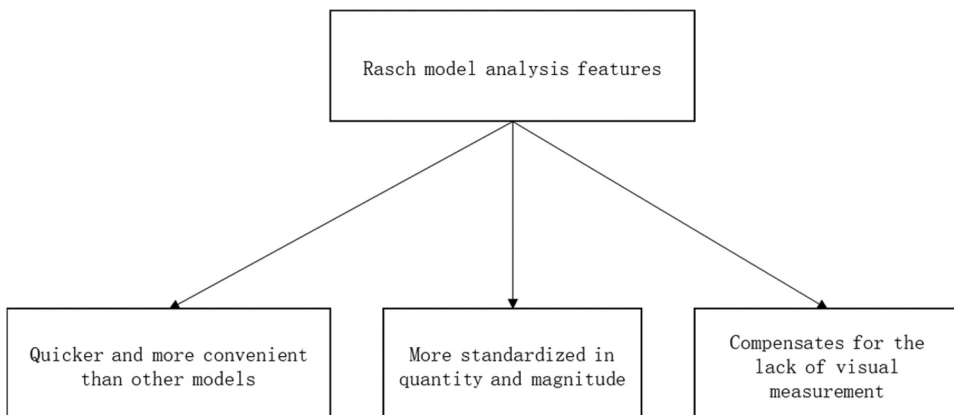 Rasch model analysis features
Quicker and more convenient
than other models
More standardized in
quantity and magnitude
Compensates for the
lack of visual
measurement